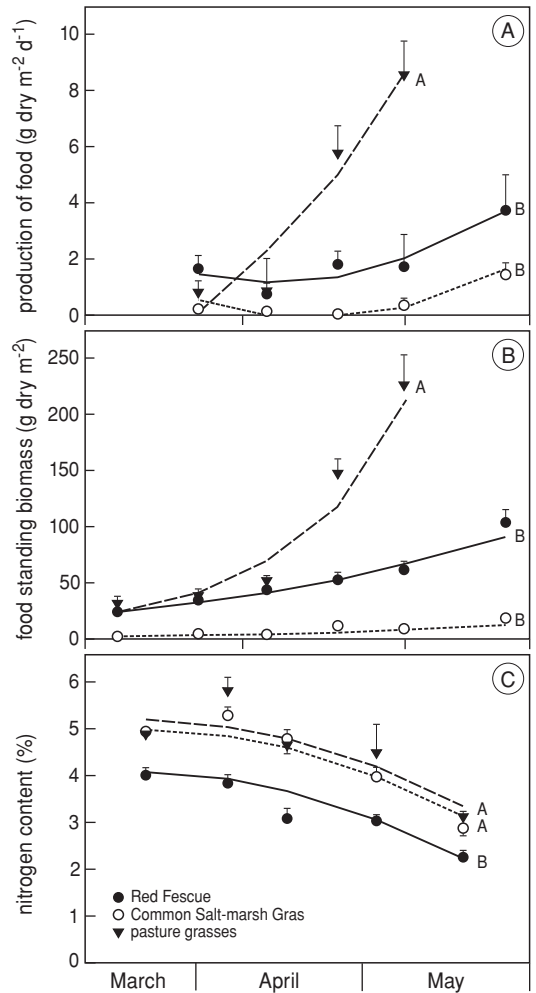 A
production of food (g dry m-2 d-1)
10
8
6
4
2
0
A
B
B
B
food standing biomass (g dry m-2)
250
200
150
100
50
0
A
B
B
C
nitrogen content (%)
6
5
4
3
2
1
0
A
A
B
Red Fescue
Common Salt-marsh Gras
pasture grasses
March
April
May